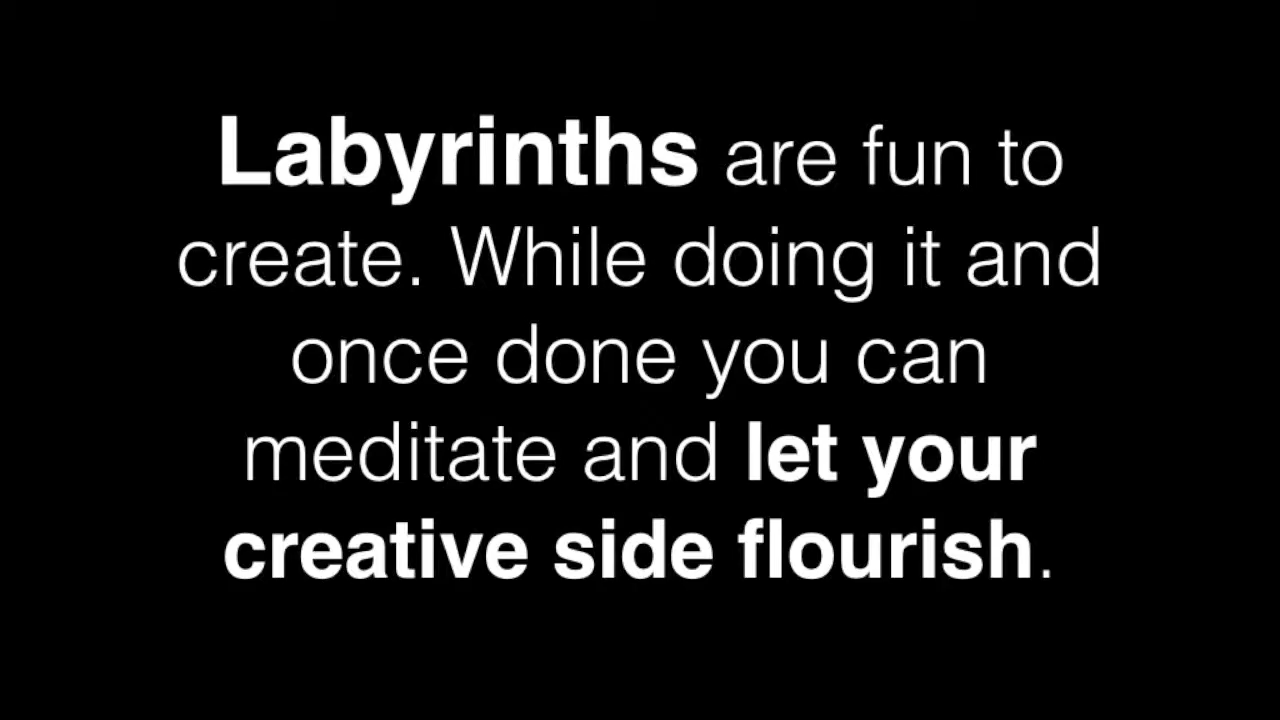 Labyrinths are fun to
create. While doing it and
once done you can
meditate and let your
creative side flourish.